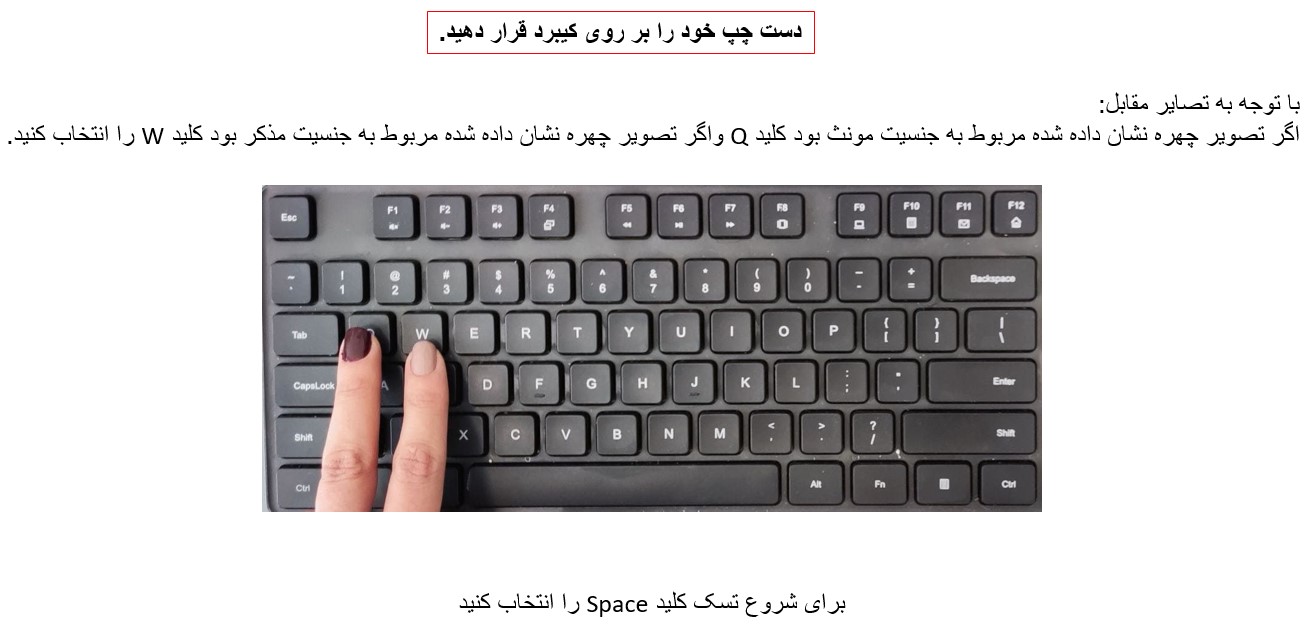 دست چپ خود را بر روی کیبرد قرار دهید.
با توجه به تصایر مقابل:
اگر تصویر چهره نشان داده شده مربوط به جنسیت مونث بود کلید Q واگر تصویر چهره نشان داده شده مربوط به جنسیت مذکر بود کلید W را انتخاب کنید.
Esc F1 F2 F3 F4 F5 F6 F7 F8 F9 F10 F11 F12
~ ! @ # $ % ^ & * ( ) - + Backspace
` 1 2 3 4 5 6 7 8 9 0 - =
Tab W E R T Y U I O P { [ } ] | \
CapsLock A D F G H J K L : ; " ' Enter
Shift X C V B N M < , > . ? / Shift
Ctrl Alt Fn Ctrl
برای شروع تسک کلید Space را انتخاب کنید